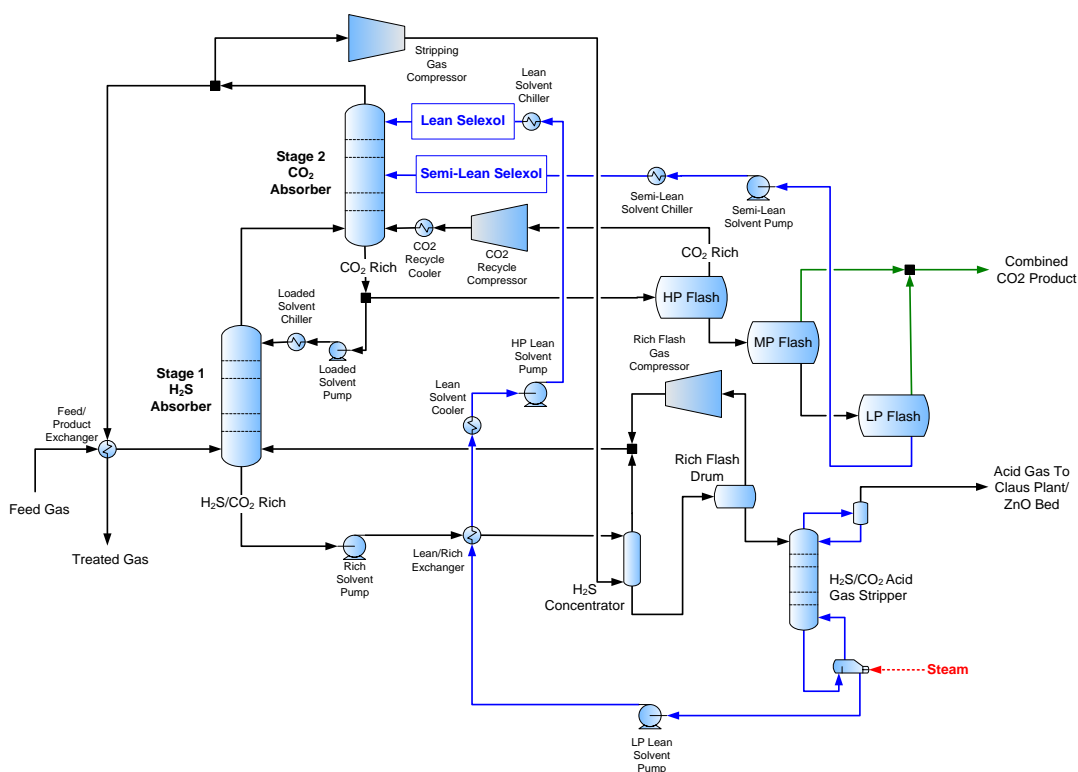 Stripping
Gas
Compressor
Lean
Solvent
Chiller
Lean Selexol
Stage 2
CO₂
Absorber
Semi-Lean Selexol
Semi-Lean
Solvent Chiller
Semi-Lean
Solvent Pump
CO2
Recycle
Cooler
CO2
Recycle
Compressor
CO₂ Rich
CO₂ Rich
Combined
CO2 Product
HP Flash
Loaded
Solvent
Chiller
MP Flash
Loaded
Solvent
Pump
HP Lean
Solvent
Pump
Rich Flash
Gas
Compressor
Stage 1
H₂S
Absorber
Lean
Solvent
Cooler
LP Flash
Feed/
Product
Exchanger
Rich Flash
Drum
Acid Gas To
Claus Plant/
ZnO Bed
H₂S/CO₂ Rich
Feed Gas
Treated Gas
Rich
Solvent
Pump
Lean/Rich
Exchanger
H₂S
Concentrator
H₂S/CO₂ Acid
Gas Stripper
Steam
LP Lean
Solvent
Pump